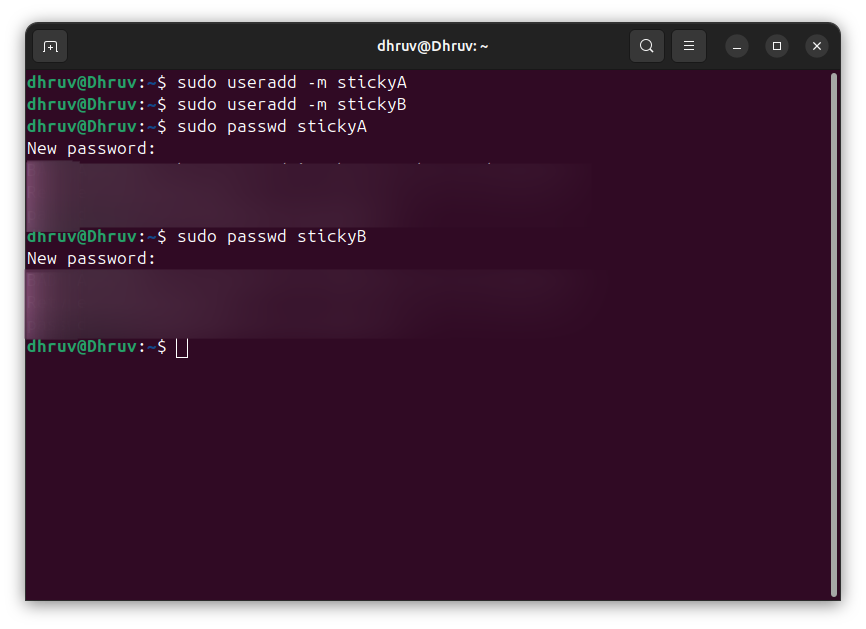 dhruv@Dhruv: ~
dhruv@Dhruv:~$ sudo useradd -m stickyA
dhruv@Dhruv:~$ sudo useradd -m stickyB
dhruv@Dhruv:~$ sudo passwd stickyA
New password:
dhruv@Dhruv:~$ sudo passwd stickyB
New password:
dhruv@Dhruv:~$